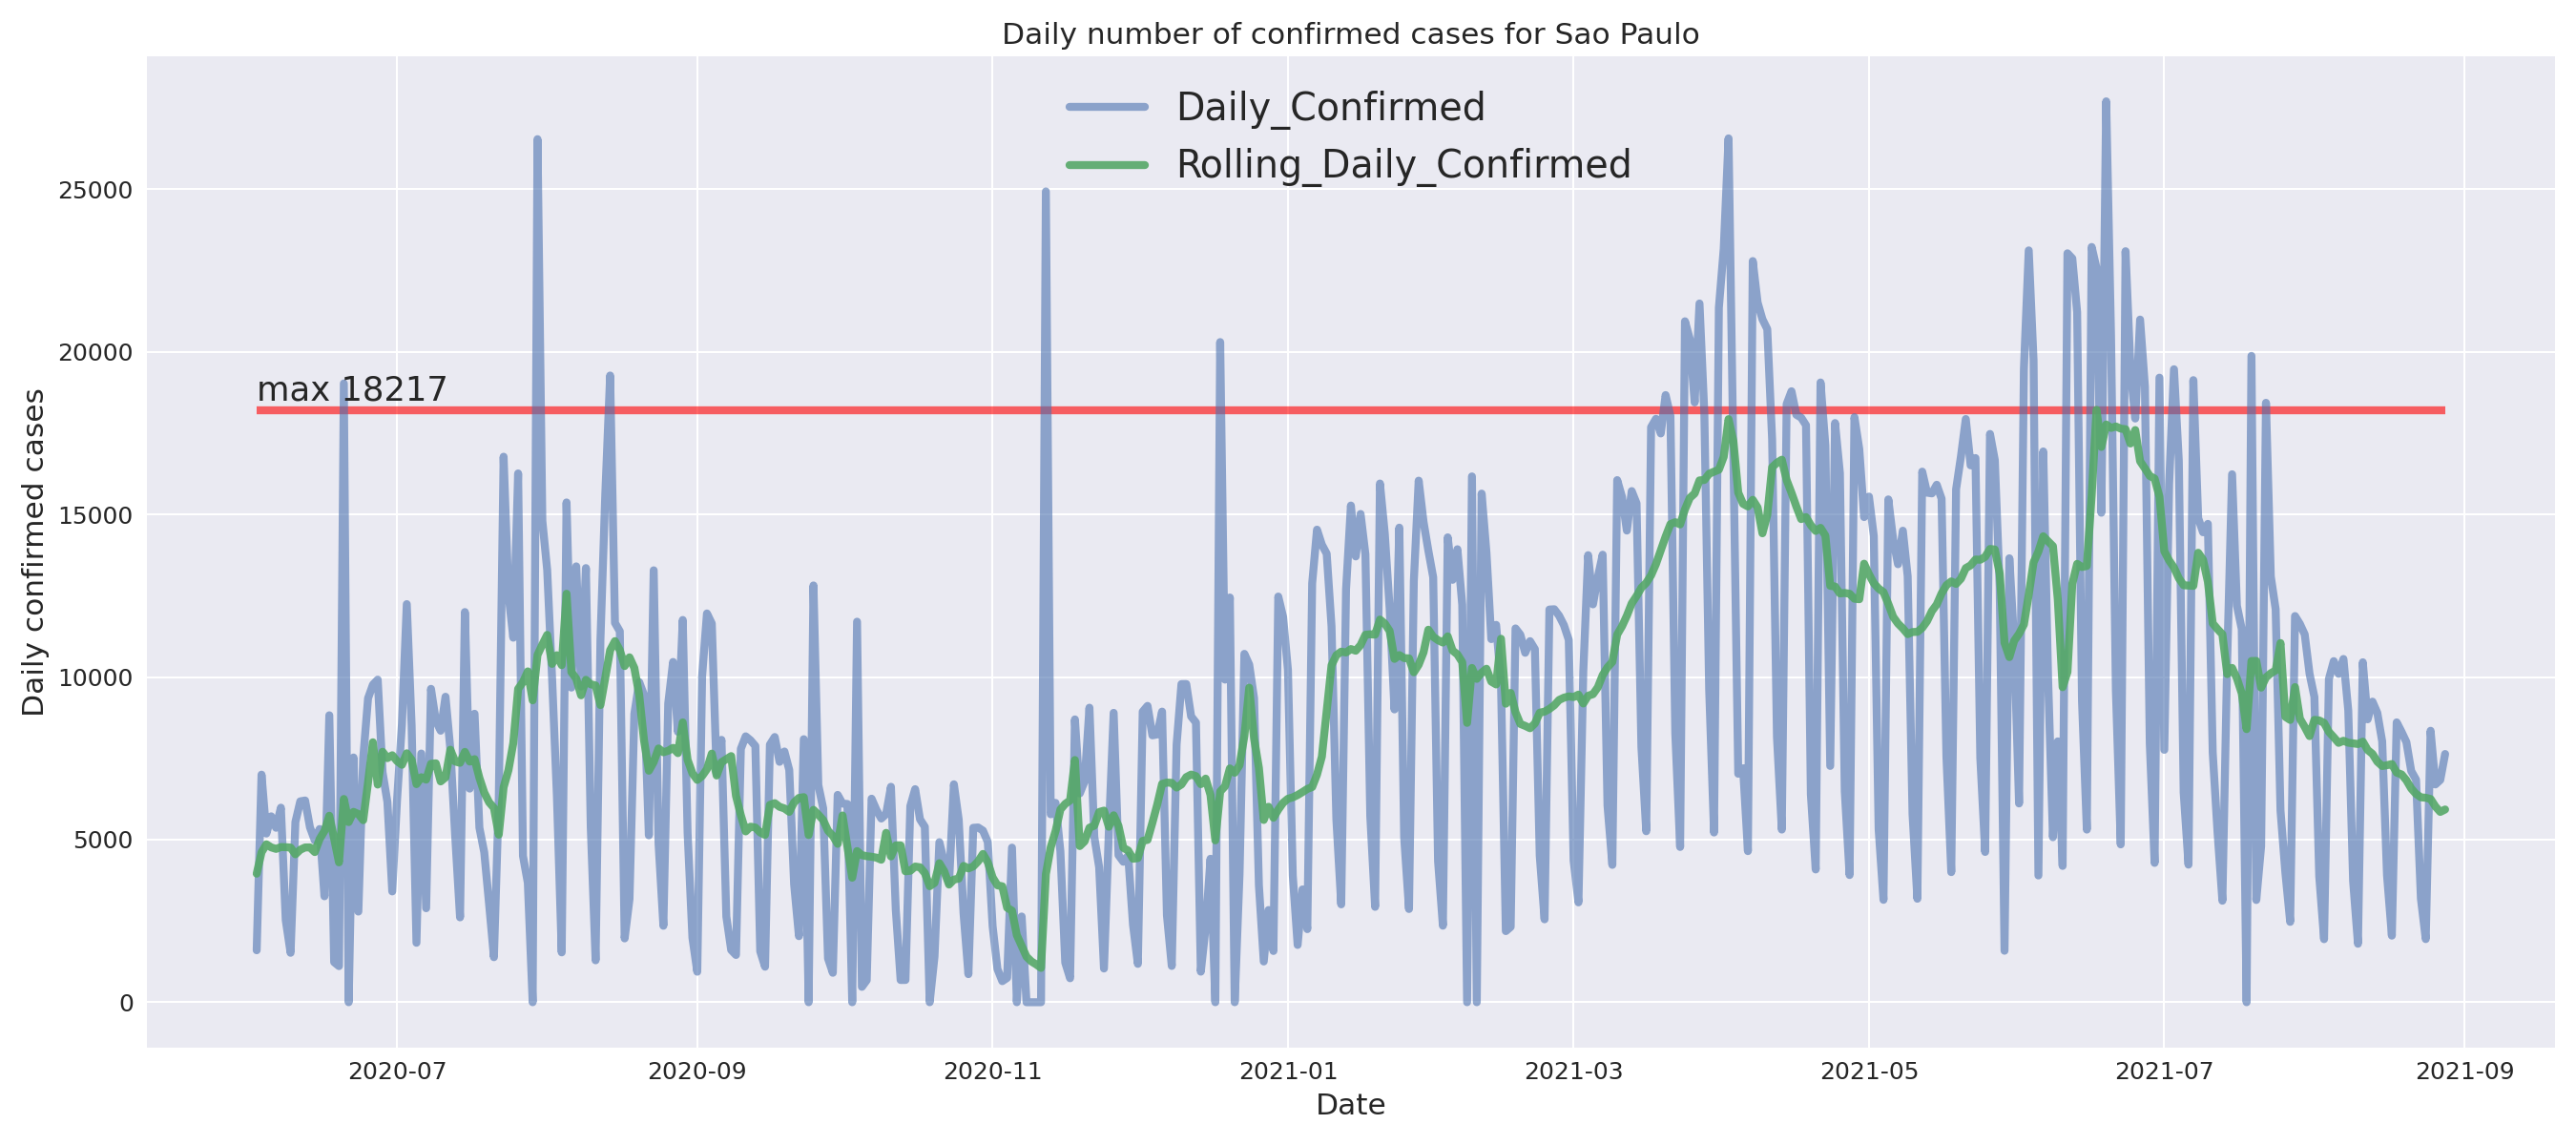 Daily number of confirmed cases for Sao Paulo
Daily_Confirmed
Rolling_Daily_Confirmed
Daily confirmed cases
25000
20000
max 18217
15000
10000
5000
0
2020-07 2020-09 2020-11 2021-01 2021-03 2021-05 2021-07 2021-09
Date